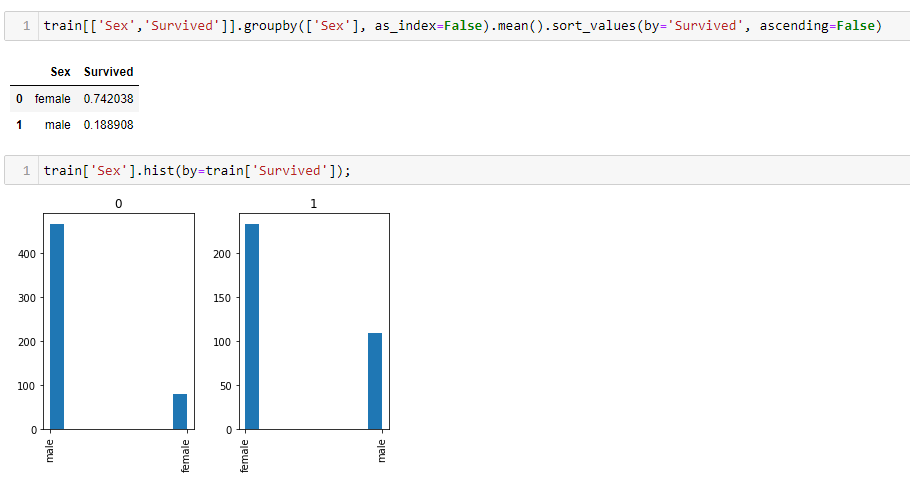 1 train[['Sex','Survived']].groupby(['Sex'], as_index=False).mean().sort_values(by='Survived', ascending=False)
Sex Survived
0 female 0.742038
1 male 0.188908
1 train['Sex'].hist(by=train['Survived']);
0
400
300
200
100
0
male female
1
200
150
100
50
0
female male